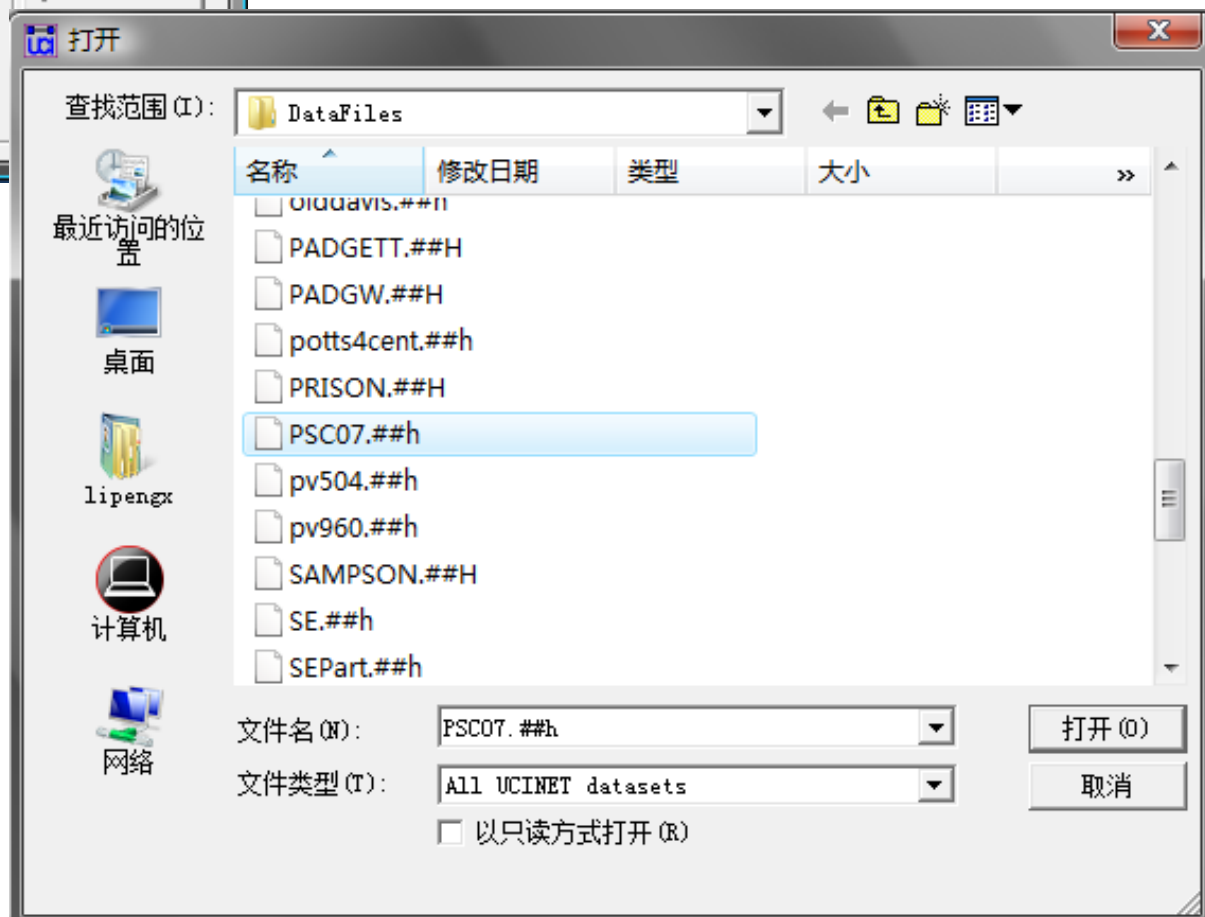 UCI 打开
查找范围(I): DataFiles
名称 修改日期 类型 大小 »
olddavis.##h
PADGETT.##H
PADGW.##H
potts4cent.##h
PRISON.##H
PSC07.##h
pv504.##h
pv960.##h
SAMPSON.##H
SE.##h
SEPart.##h
最近访问的位
置
桌面
lipengx
计算机
网络
文件名(N): PSC07.##h 打开(O)
文件类型(T): All UCINET datasets 取消
以只读方式打开(R)